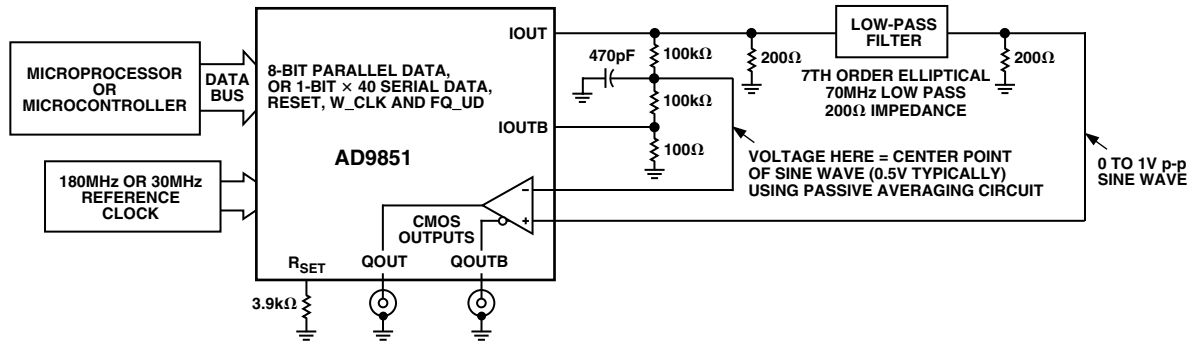 MICROPROCESSOR
OR
MICROCONTROLLER
DATA
BUS
180MHz OR 30MHz
REFERENCE
CLOCK
8-BIT PARALLEL DATA,
OR 1-BIT × 40 SERIAL DATA,
RESET, W_CLK AND FQ_UD
AD9851
IOUT
IOUTB
CMOS
OUTPUTS
–
+
RSET
QOUT
QOUTB
3.9kΩ
470pF
100kΩ
100kΩ
100Ω
200Ω
LOW-PASS
FILTER
7TH ORDER ELLIPTICAL
70MHz LOW PASS
200Ω IMPEDANCE
200Ω
VOLTAGE HERE = CENTER POINT
OF SINE WAVE (0.5V TYPICALLY)
USING PASSIVE AVERAGING CIRCUIT
0 TO 1V p-p
SINE WAVE